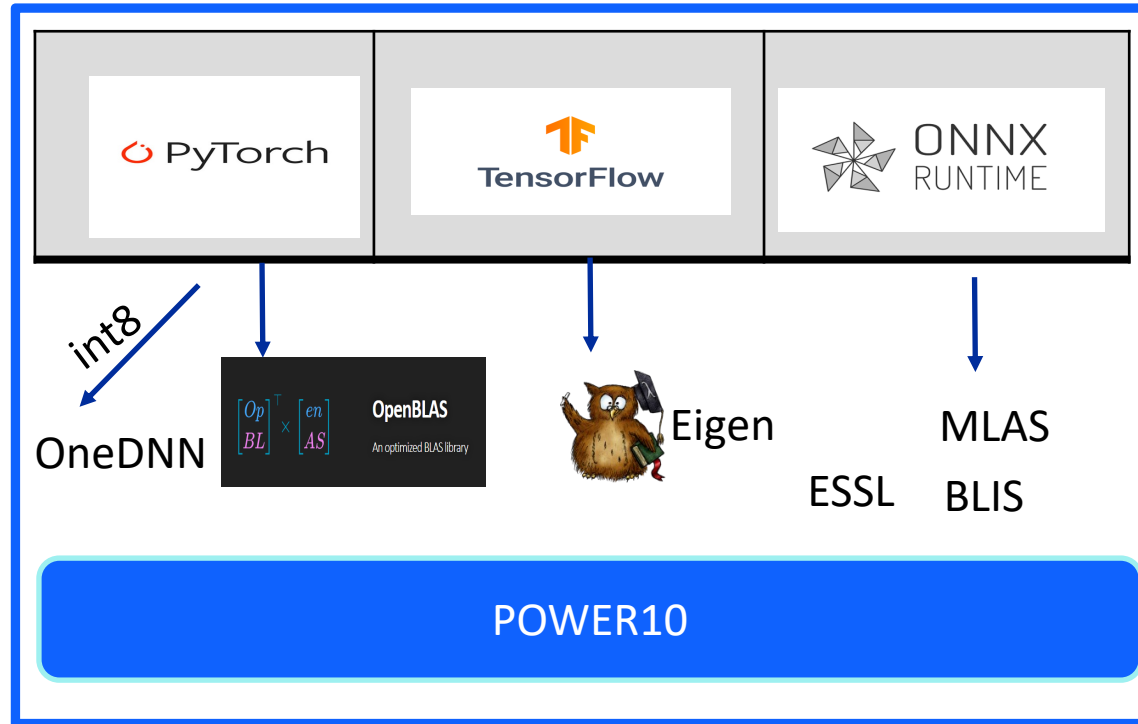 PyTorch
TF
TensorFlow
ONNX
RUNTIME
int8
OneDNN
[Op BL]ᵀ × [en AS]
OpenBLAS
An optimized BLAS library
Eigen
MLAS
ESSL
BLIS
POWER10